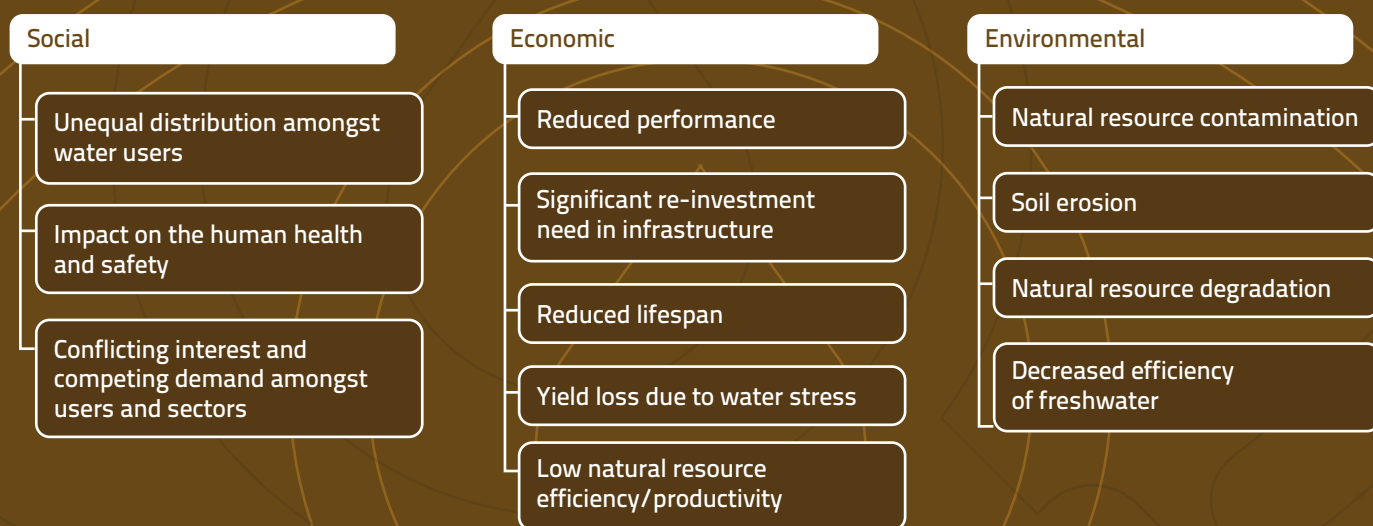 Social
Unequal distribution amongst
water users
Impact on the human health
and safety
Conflicting interest and
competing demand amongst
users and sectors
Economic
Reduced performance
Significant re-investment
need in infrastructure
Reduced lifespan
Yield loss due to water stress
Low natural resource
efficiency/productivity
Environmental
Natural resource contamination
Soil erosion
Natural resource degradation
Decreased efficiency
of freshwater